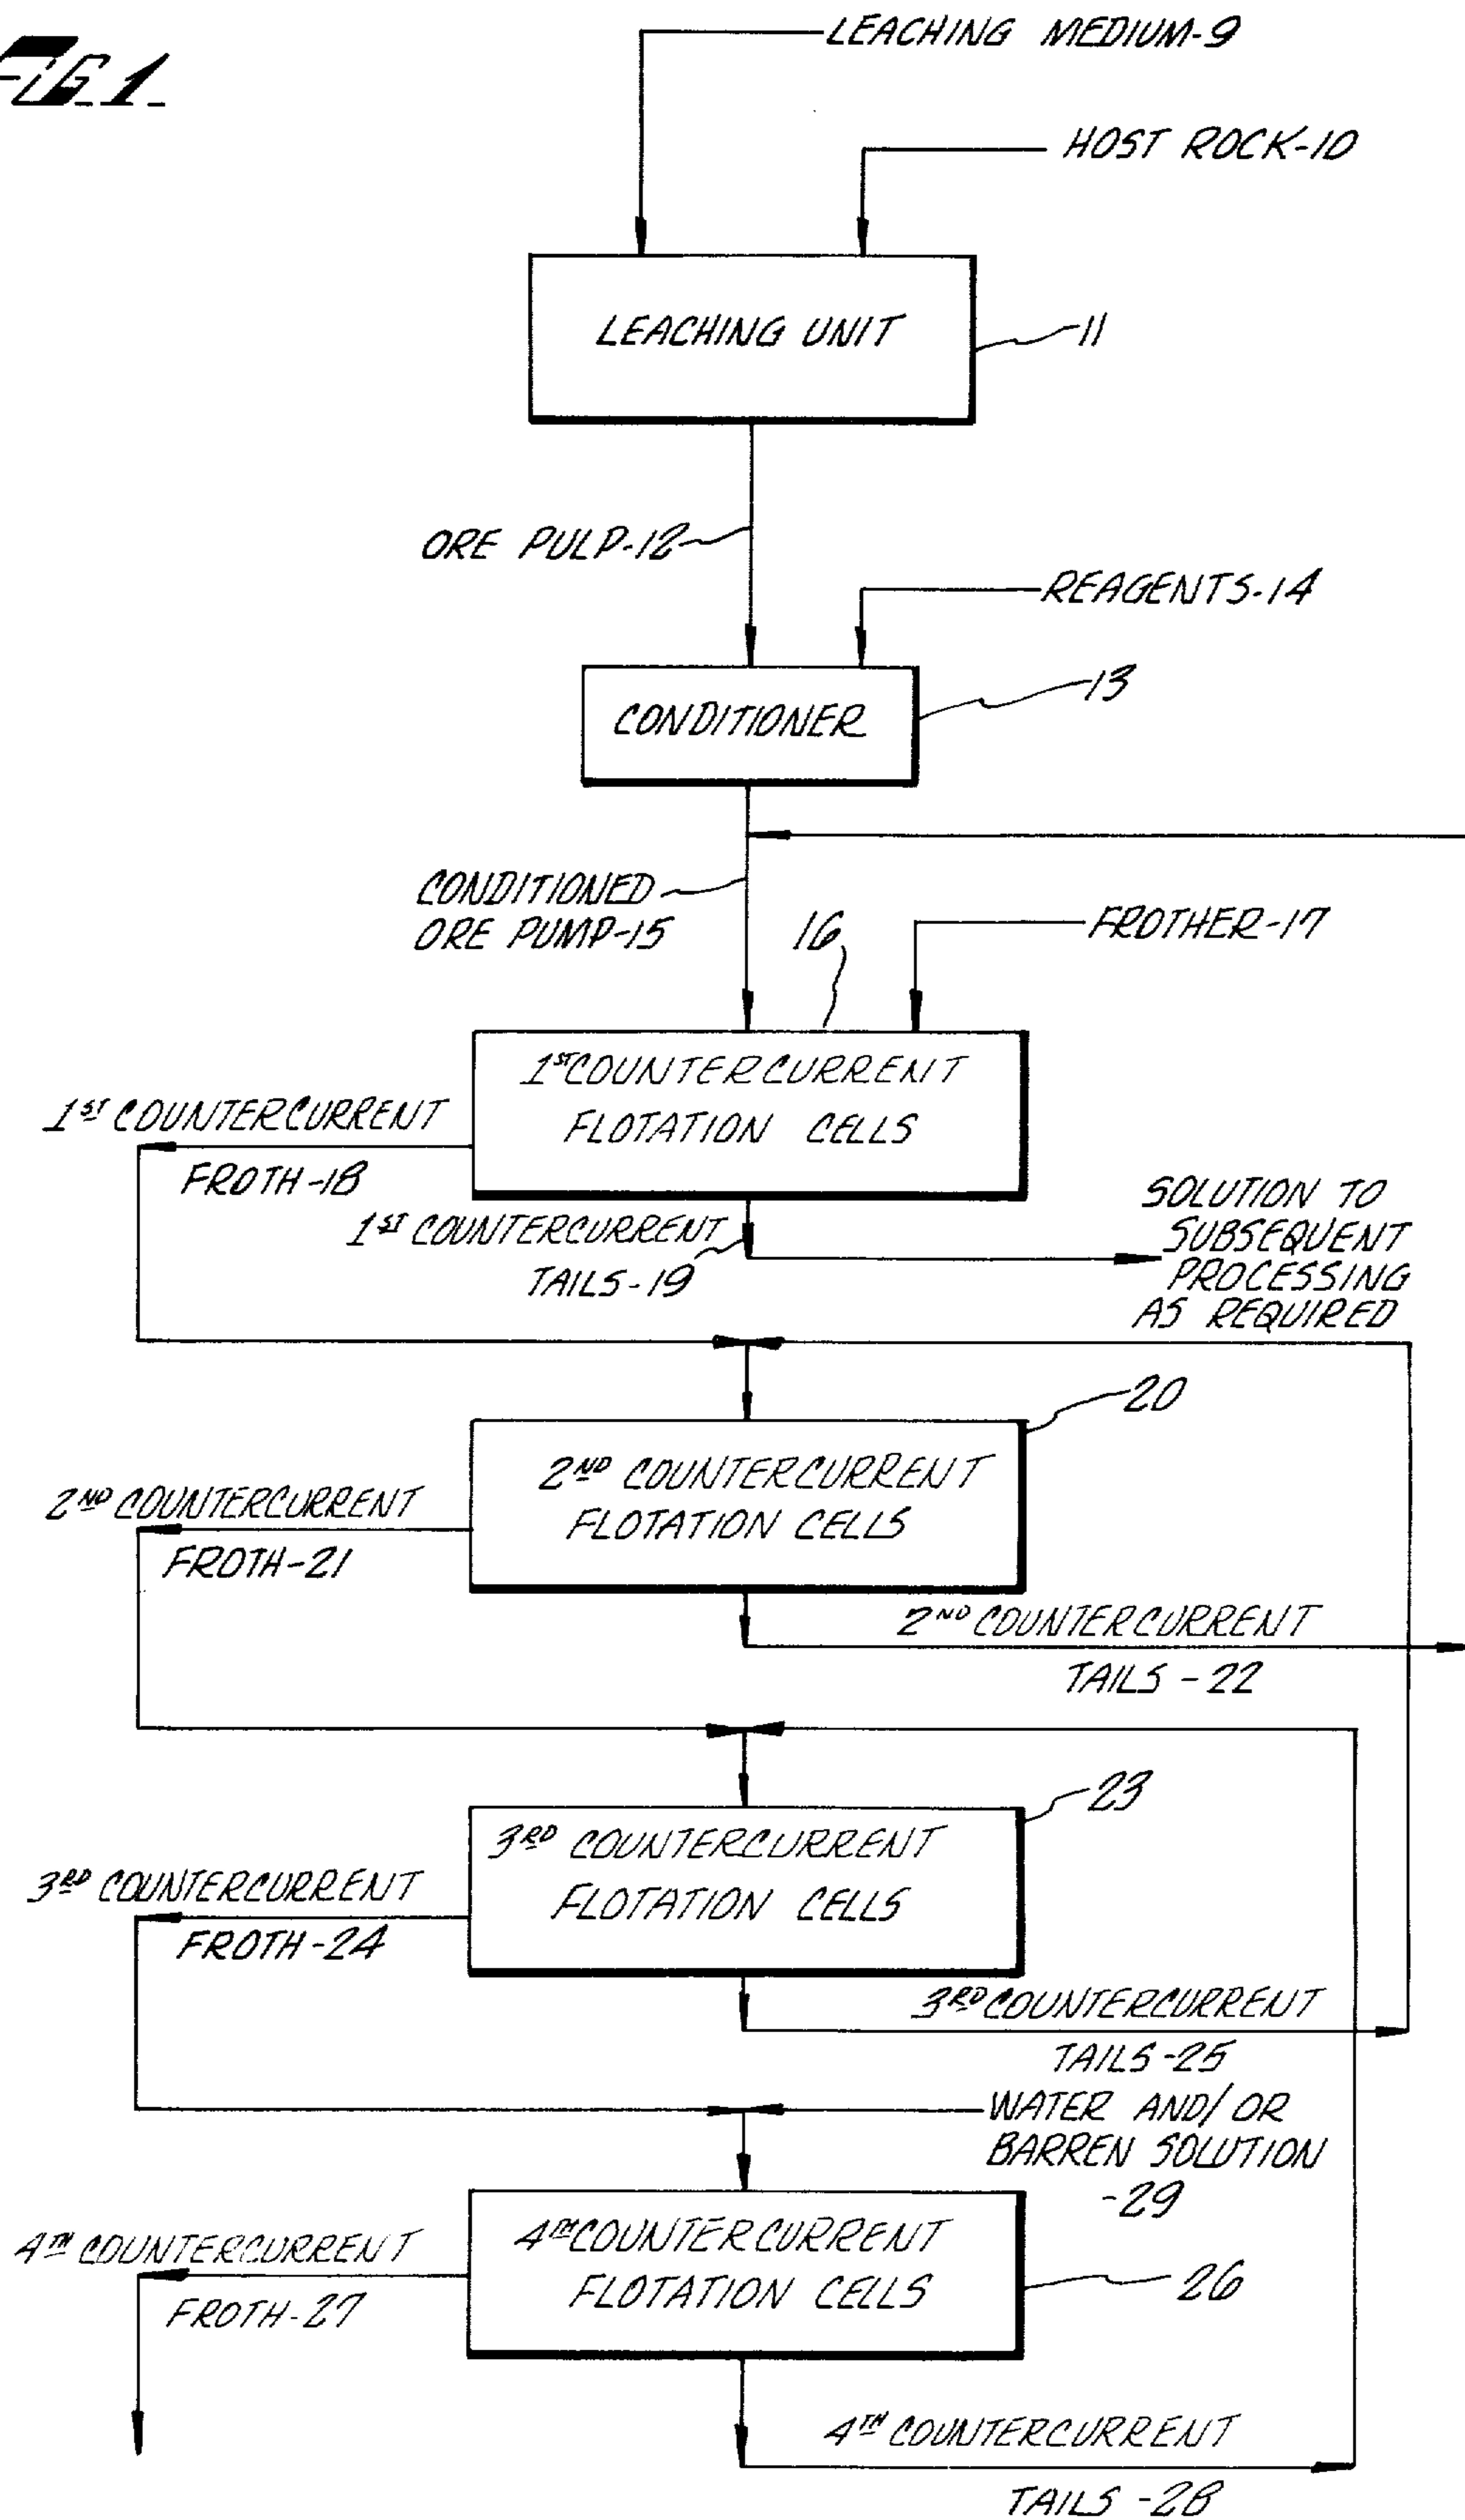 FIG. 1.
LEACHING MEDIUM-9
HOST ROCK-10
LEACHING UNIT
11
ORE PULP-12
REAGENTS-14
CONDITIONER
13
CONDITIONED
ORE PUMP-15
16
FROTHER-17
1ST COUNTERCURRENT
FLOTATION CELLS
1ST COUNTERCURRENT
FROTH-18
1ST COUNTERCURRENT
TAILS-19
SOLUTION TO
SUBSEQUENT
PROCESSING
AS REQUIRED
20
2ND COUNTERCURRENT
FLOTATION CELLS
2ND COUNTERCURRENT
FROTH-21
2ND COUNTERCURRENT
TAILS-22
23
3RD COUNTERCURRENT
FLOTATION CELLS
3RD COUNTERCURRENT
FROTH-24
3RD COUNTERCURRENT
TAILS-25
WATER AND/OR
BARREN SOLUTION
-29
4TH COUNTERCURRENT
FLOTATION CELLS
26
4TH COUNTERCURRENT
FROTH-27
4TH COUNTERCURRENT
TAILS-28